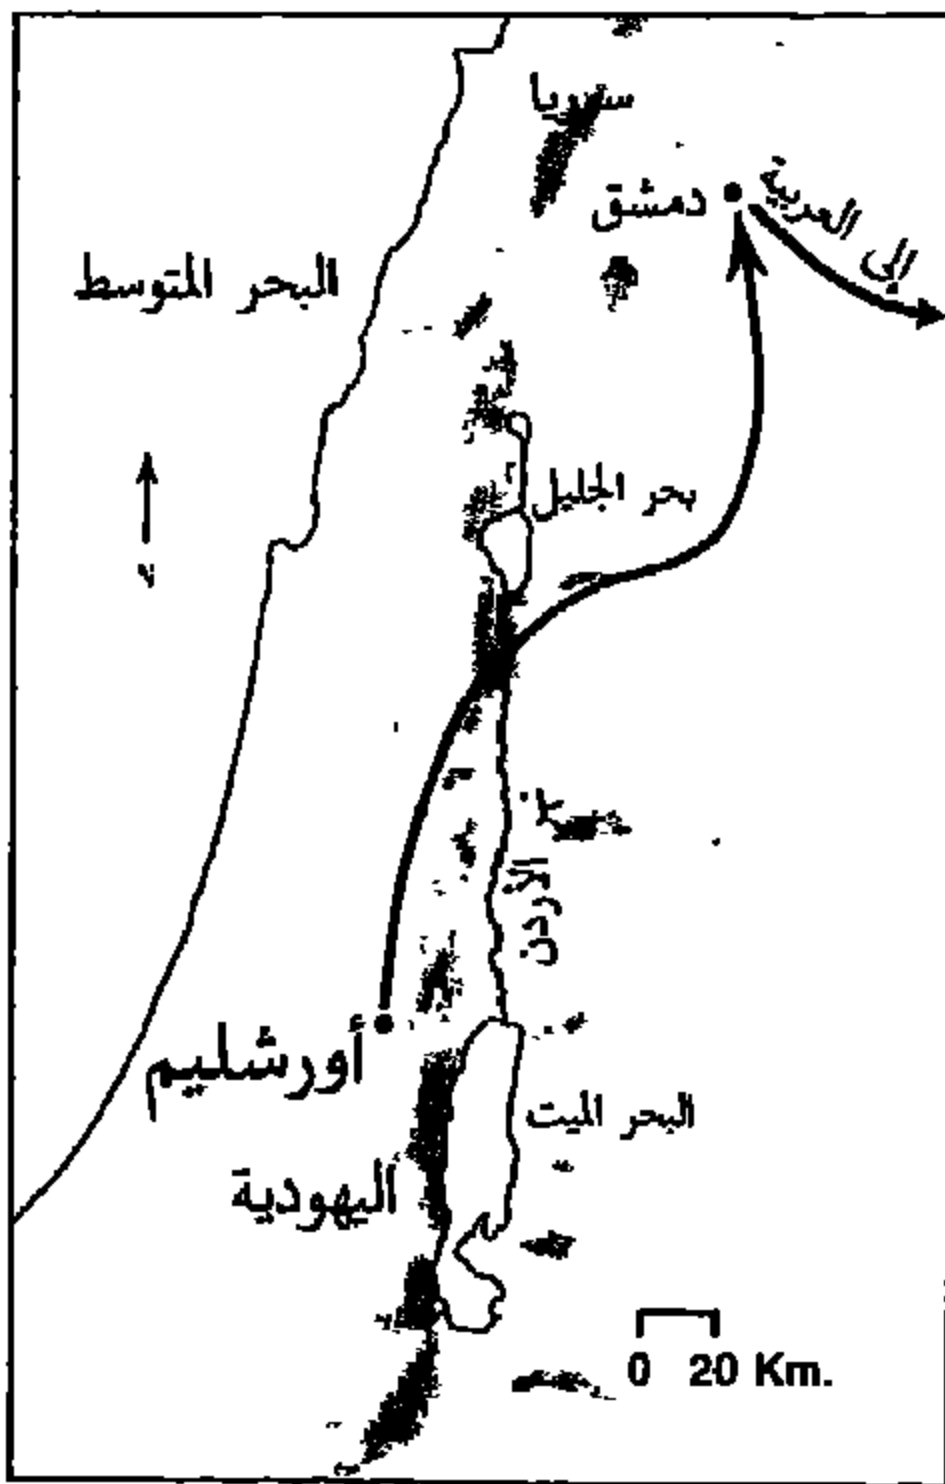 سوريا
دمشق
إلى العربية
البحر المتوسط
بحر الجليل
N
الأردن
أورشليم
البحر الميت
اليهودية
0 20 Km.